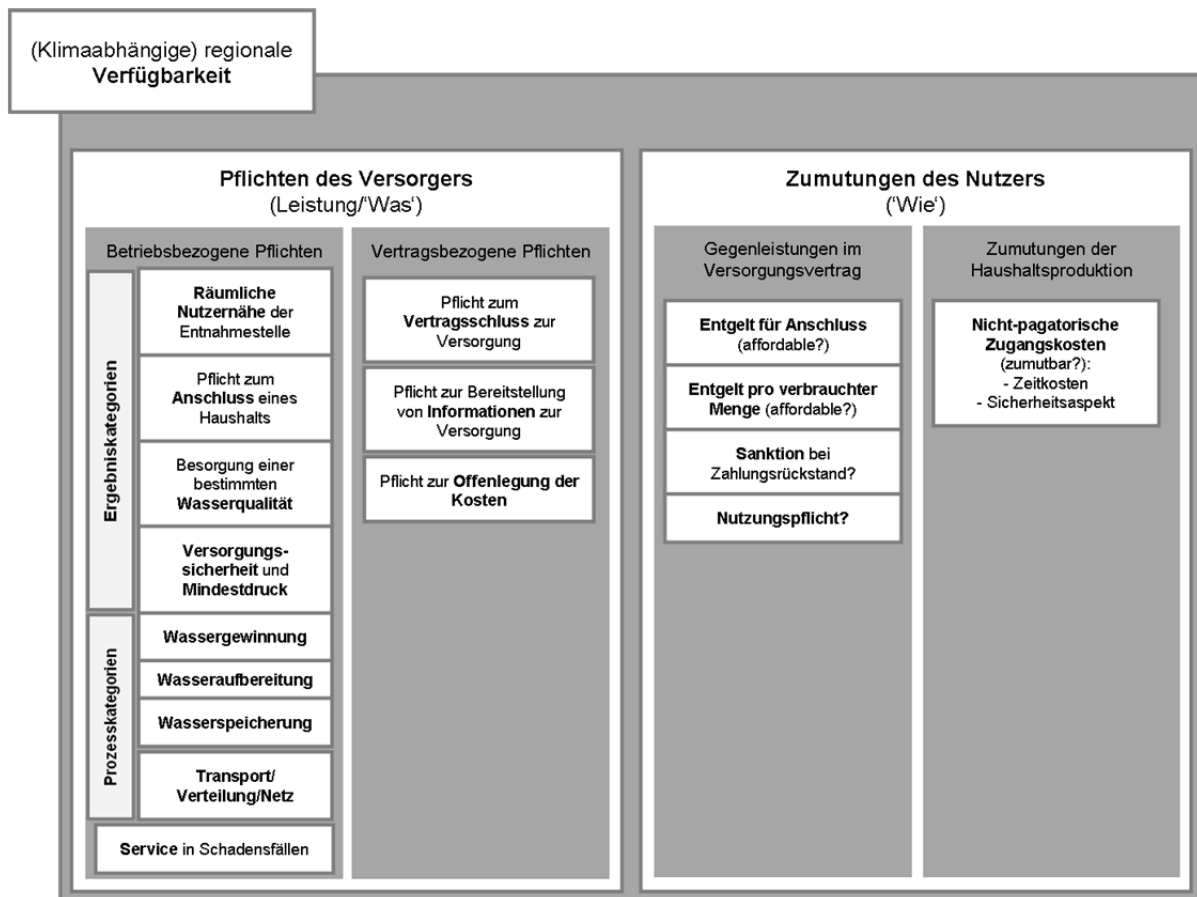 (Klimaabhängige) regionale
Verfügbarkeit
Pflichten des Versorgers
(Leistung/'Was')
Betriebsbezogene Pflichten
Ergebniskategorien
Räumliche
Nutzernähe der
Entnahmestelle
Pflicht zum
Anschluss eines
Haushalts
Besorgung einer
bestimmten
Wasserqualität
Versorgungs-
sicherheit und
Mindestdruck
Prozesskategorien
Wassergewinnung
Wasseraufbereitung
Wasserspeicherung
Transport/
Verteilung/Netz
Service in Schadensfällen
Vertragsbezogene Pflichten
Pflicht zum
Vertragsschluss zur
Versorgung
Pflicht zur Bereitstellung
von Informationen zur
Versorgung
Pflicht zur Offenlegung der
Kosten
Zumutungen des Nutzers
('Wie')
Gegenleistungen im
Versorgungsvertrag
Entgelt für Anschluss
(affordable?)
Entgelt pro verbrauchter
Menge (affordable?)
Sanktion bei
Zahlungsrückstand?
Nutzungspflicht?
Zumutungen der
Haushaltsproduktion
Nicht-pagatorische
Zugangskosten
(zumutbar?):
- Zeitkosten
- Sicherheitsaspekt